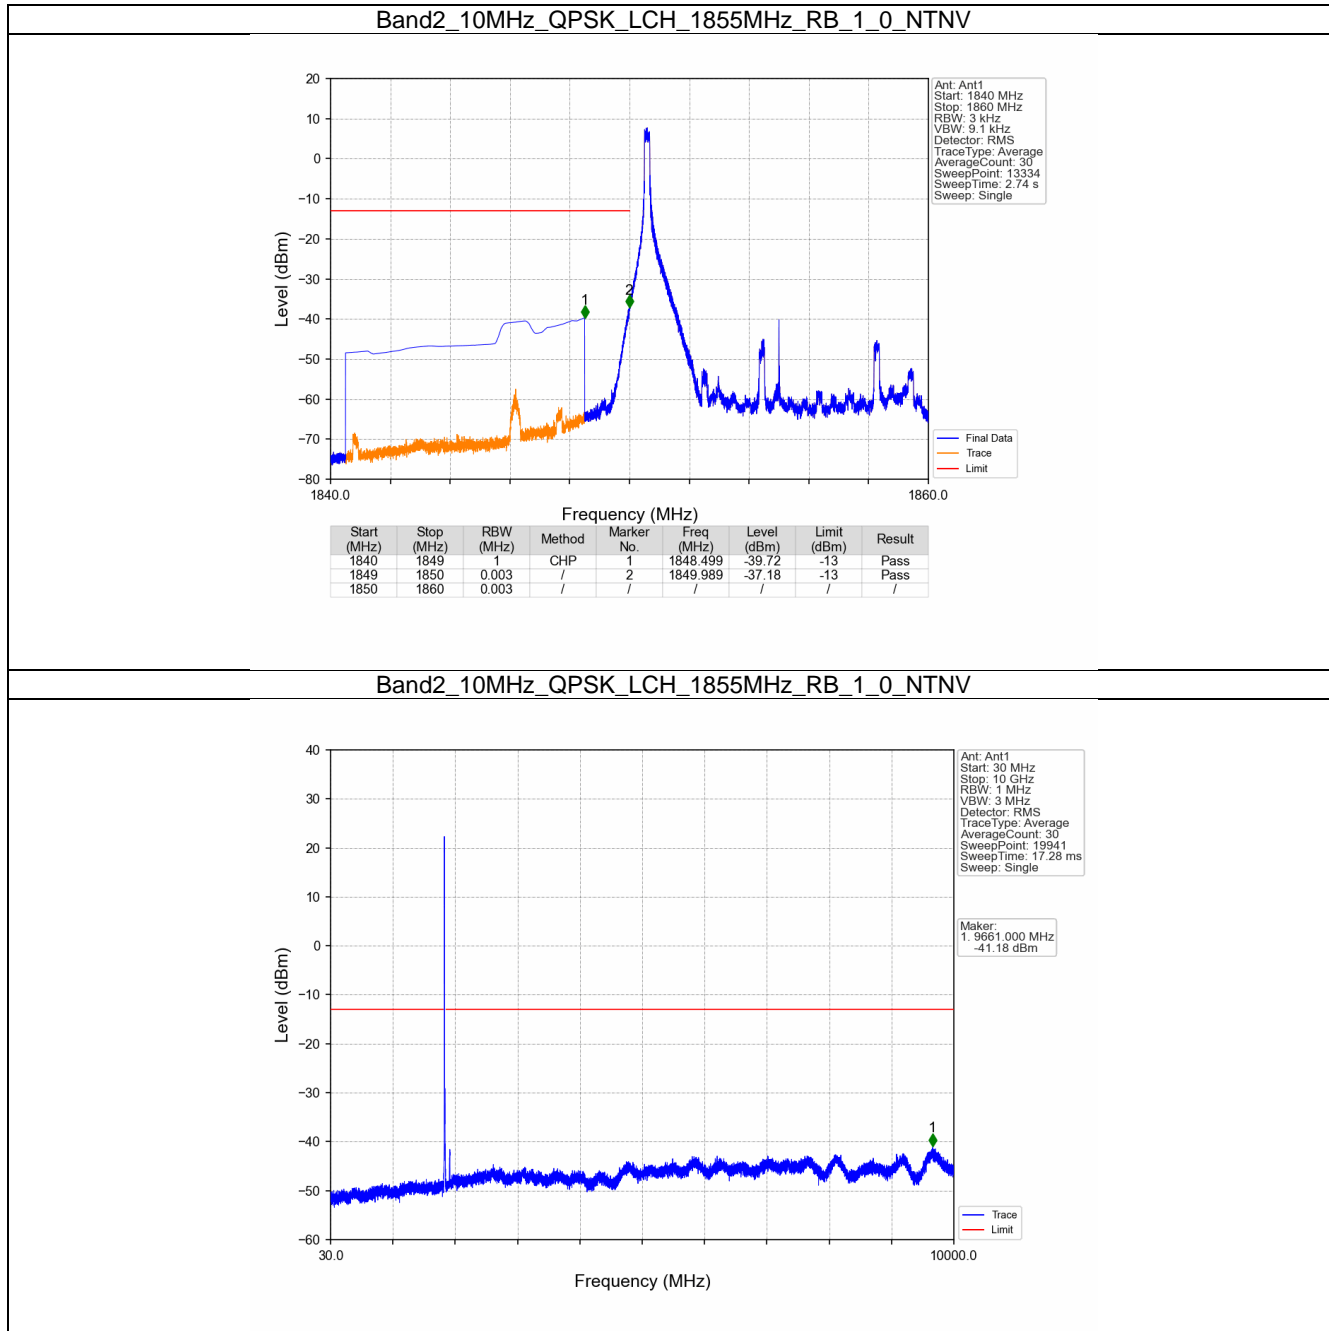 Band2_10MHz_QPSK_LCH_1855MHz_RB_1_0_NTNV
20
10
0
−10
−20
−30
−40
−50
−60
−70
−80
Level (dBm)
1
2
1840.0
1860.0
Frequency (MHz)
Ant: Ant1
Start: 1840 MHz
Stop: 1860 MHz
RBW: 3 kHz
VBW: 9.1 kHz
Detector: RMS
TraceType: Average
AverageCount: 30
SweepPoint: 13334
SweepTime: 2.74 s
Sweep: Single
Final Data
Trace
Limit
Start (MHz) Stop (MHz) RBW (MHz) Method Marker No. Freq (MHz) Level (dBm) Limit (dBm) Result
1840 1849 1 CHP 1 1848.499 -39.72 -13 Pass
1849 1850 0.003 / 2 1849.989 -37.18 -13 Pass
1850 1860 0.003 / / / / / /
Band2_10MHz_QPSK_LCH_1855MHz_RB_1_0_NTNV
40
30
20
10
0
−10
−20
−30
−40
−50
−60
Level (dBm)
1
30.0
10000.0
Frequency (MHz)
Ant: Ant1
Start: 30 MHz
Stop: 10 GHz
RBW: 1 MHz
VBW: 3 MHz
Detector: RMS
TraceType: Average
AverageCount: 30
SweepPoint: 19941
SweepTime: 17.28 ms
Sweep: Single
Maker:
1. 9661.000 MHz
-41.18 dBm
Trace
Limit